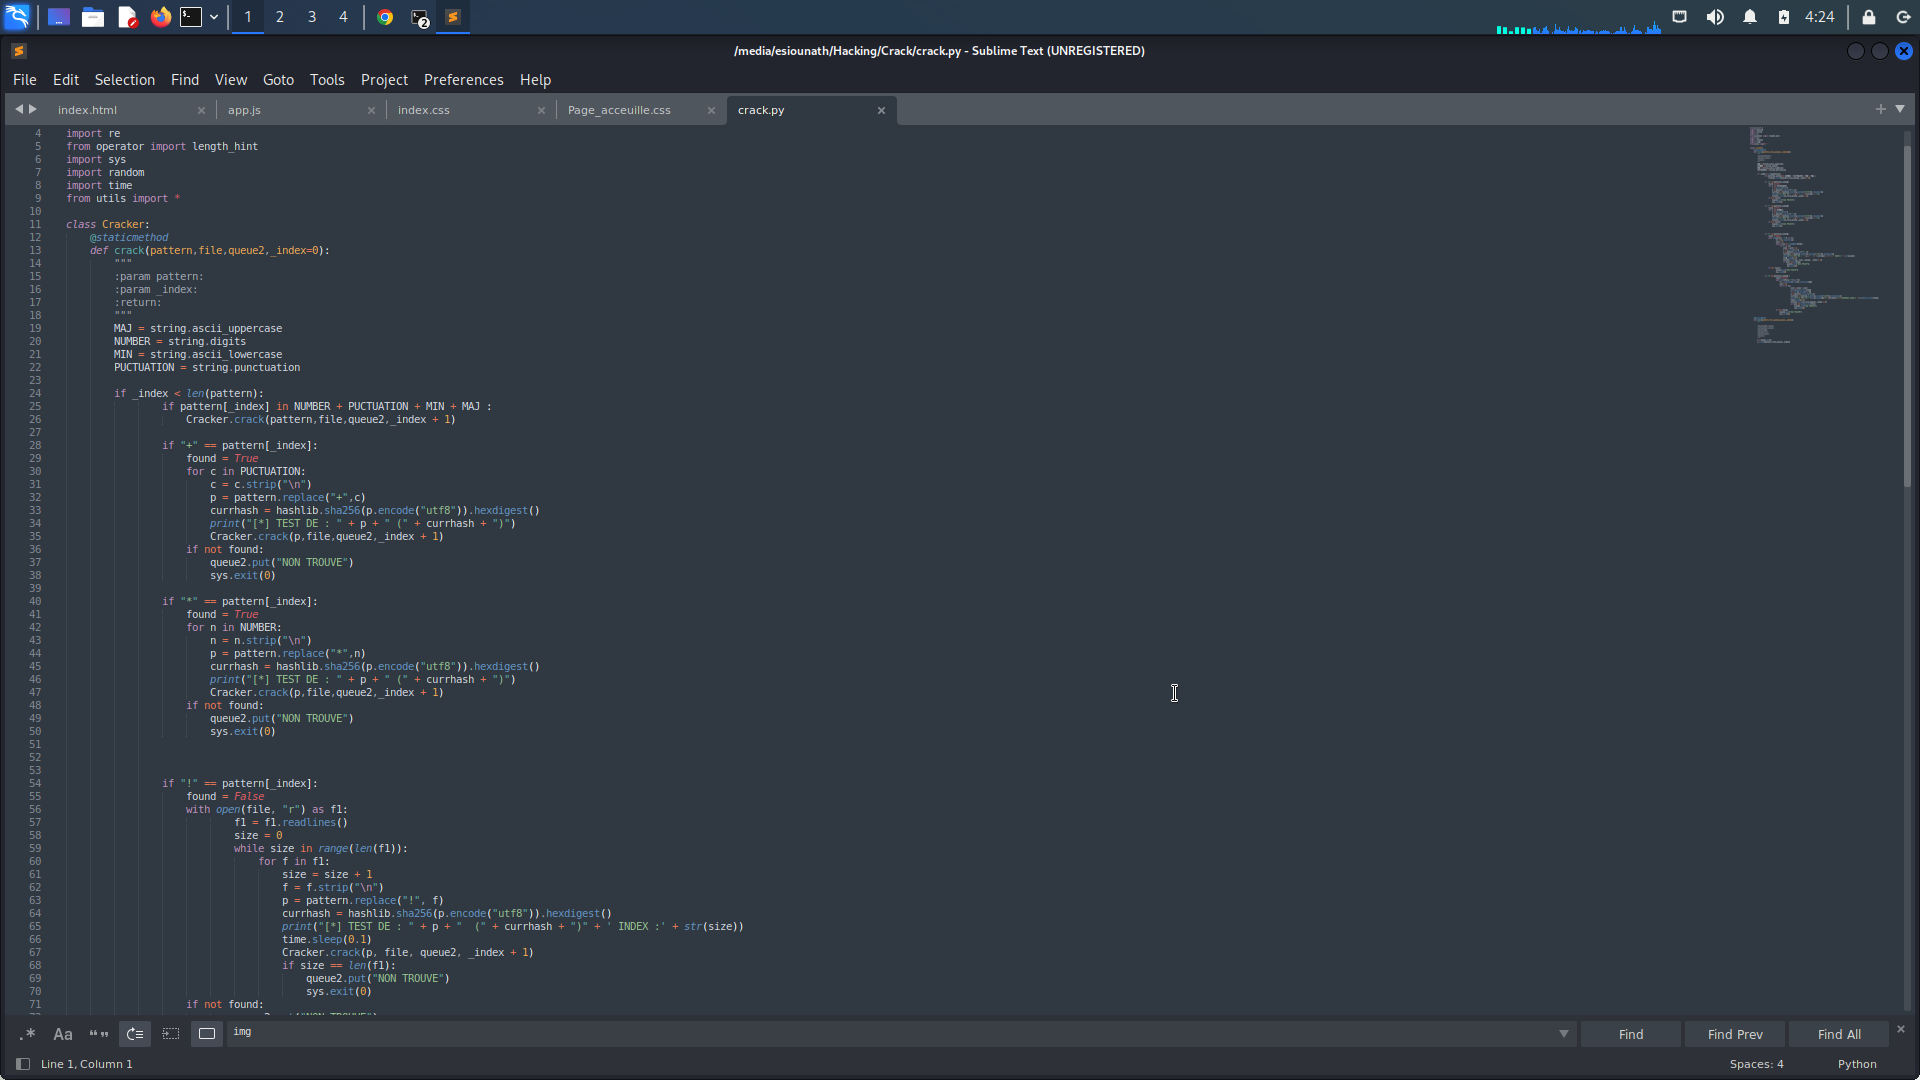 1 2 3 4 2 4:24
/media/esiounath/Hacking/Crack/crack.py - Sublime Text (UNREGISTERED)
File Edit Selection Find View Goto Tools Project Preferences Help
index.html × app.js × index.css × Page_acceuille.css × crack.py ×
4 import re
5 from operator import length_hint
6 import sys
7 import random
8 import time
9 from utils import *
10
11 class Cracker:
12 @staticmethod
13 def crack(pattern,file,queue2,_index=0):
14 """
15 :param pattern:
16 :param _index:
17 :return:
18 """
19 MAJ = string.ascii_uppercase
20 NUMBER = string.digits
21 MIN = string.ascii_lowercase
22 PUCTUATION = string.punctuation
23
24 if _index < len(pattern):
25 if pattern[_index] in NUMBER + PUCTUATION + MIN + MAJ :
26 Cracker.crack(pattern,file,queue2,_index + 1)
27
28 if "+" == pattern[_index]:
29 found = True
30 for c in PUCTUATION:
31 c = c.strip("\n")
32 p = pattern.replace("+",c)
33 currhash = hashlib.sha256(p.encode("utf8")).hexdigest()
34 print("[*] TEST DE : " + p + " (" + currhash + ")")
35 Cracker.crack(p,file,queue2,_index + 1)
36 if not found:
37 queue2.put("NON TROUVE")
38 sys.exit(0)
39
40 if "*" == pattern[_index]:
41 found = True
42 for n in NUMBER:
43 n = n.strip("\n")
44 p = pattern.replace("*",n)
45 currhash = hashlib.sha256(p.encode("utf8")).hexdigest()
46 print("[*] TEST DE : " + p + " (" + currhash + ")")
47 Cracker.crack(p,file,queue2,_index + 1)
48 if not found:
49 queue2.put("NON TROUVE")
50 sys.exit(0)
51
52
53
54 if "!" == pattern[_index]:
55 found = False
56 with open(file, "r") as f1:
57 f1 = f1.readlines()
58 size = 0
59 while size in range(len(f1)):
60 for f in f1:
61 size = size + 1
62 f = f.strip("\n")
63 p = pattern.replace("!", f)
64 currhash = hashlib.sha256(p.encode("utf8")).hexdigest()
65 print("[*] TEST DE : " + p + "  (" + currhash + ")" + ' INDEX :' + str(size))
66 time.sleep(0.1)
67 Cracker.crack(p, file, queue2, _index + 1)
68 if size == len(f1):
69 queue2.put("NON TROUVE")
70 sys.exit(0)
71 if not found:
.* Aa “” img Find Find Prev Find All ×
Line 1, Column 1 Spaces: 4 Python